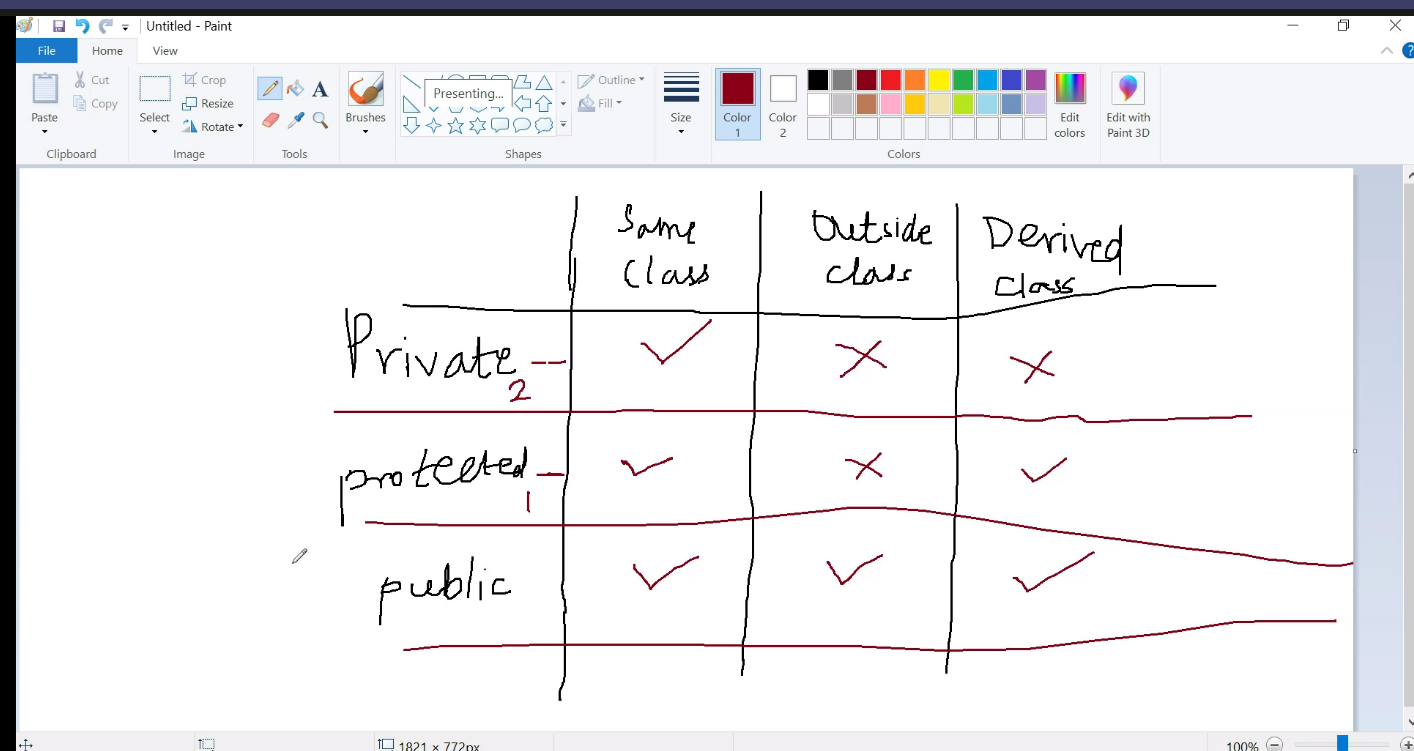 Untitled - Paint
File Home View
Paste
Cut
Copy
Clipboard
Select
Crop
Resize
Rotate
Image
A
Tools
Brushes
Presenting...
Outline
Fill
Shapes
Size
Color 1
Color 2
Edit colors
Colors
Edit with Paint 3D
Same Class
Outside class
Derived class
Private --
2
protected -
1
public
1821 × 772px
100%